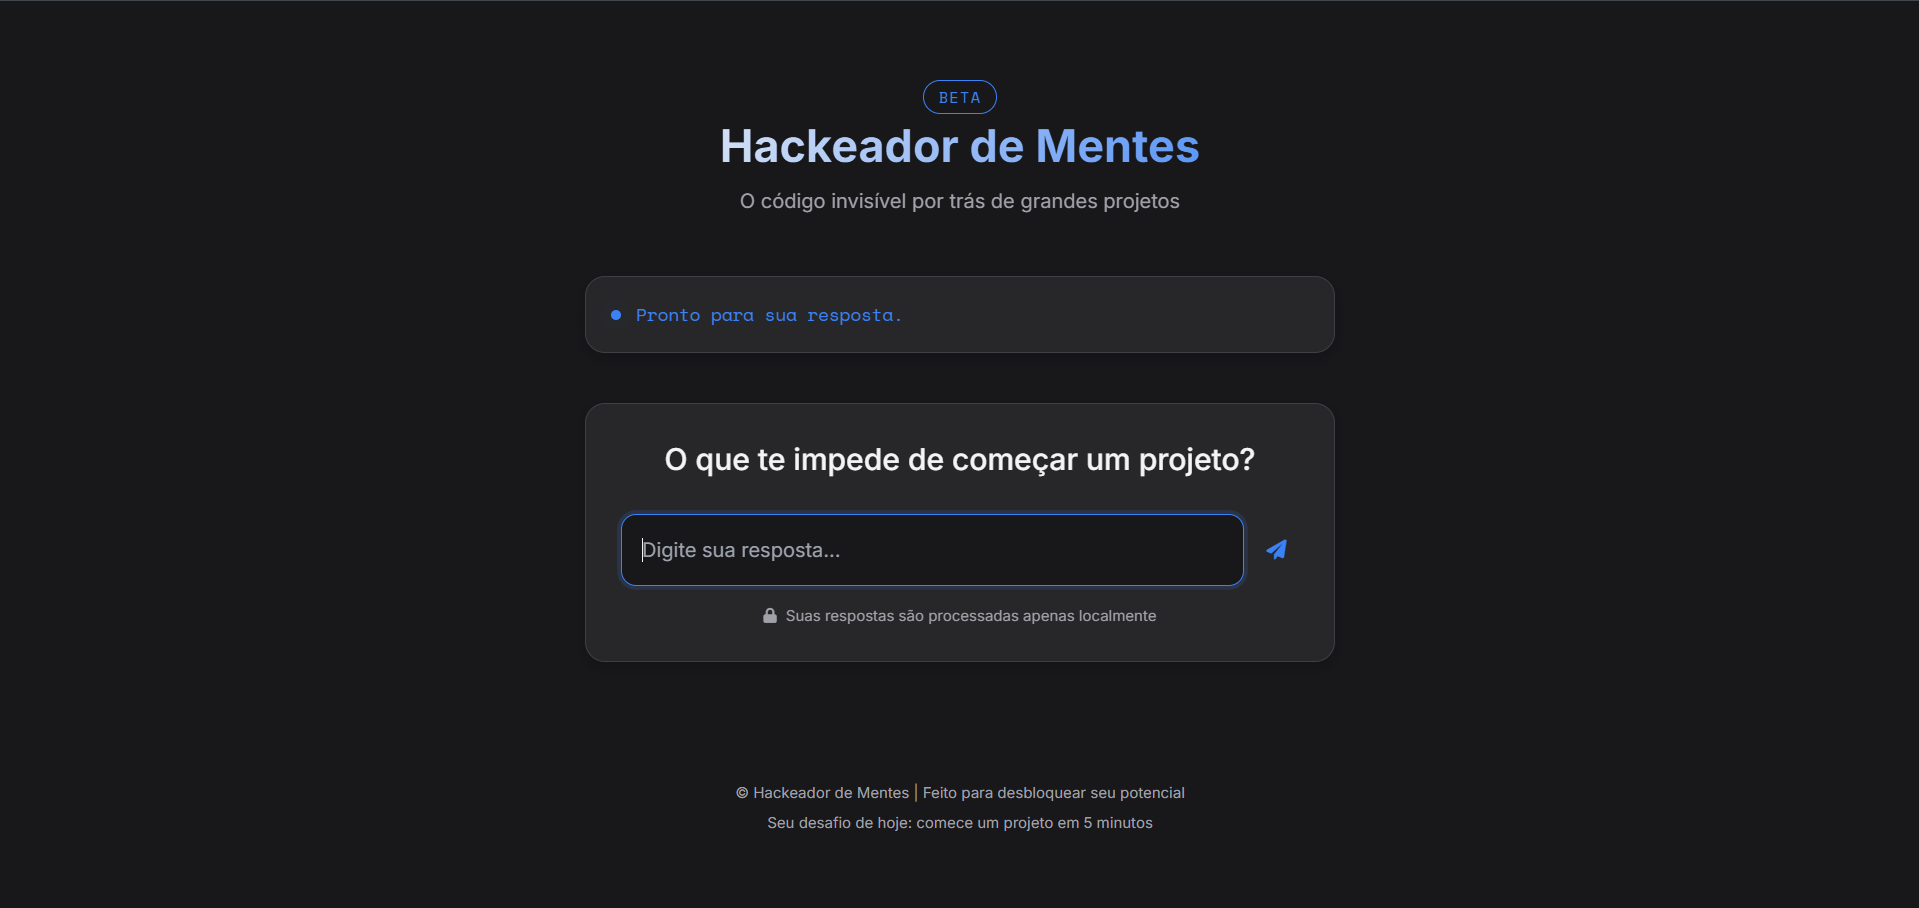 BETA
Hackeador de Mentes
O código invisível por trás de grandes projetos
Pronto para sua resposta.
O que te impede de começar um projeto?
Digite sua resposta...
Suas respostas são processadas apenas localmente
© Hackeador de Mentes | Feito para desbloquear seu potencial
Seu desafio de hoje: comece um projeto em 5 minutos